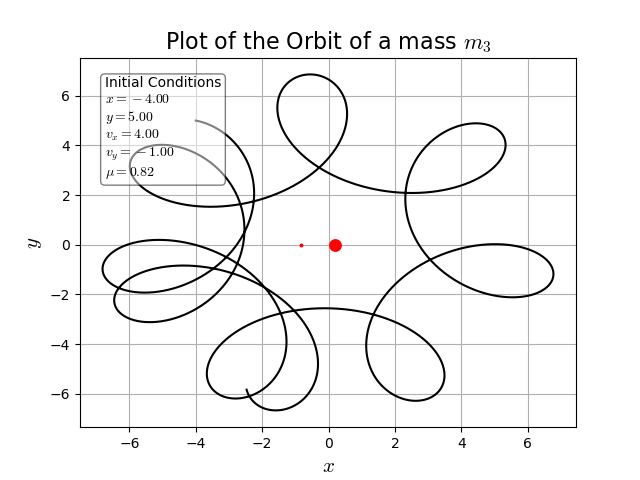 Plot of the Orbit of a mass m₃
Initial Conditions
x = −4.00
y = 5.00
vₓ = 4.00
v_y = −1.00
μ = 0.82
6
4
2
0
−2
−4
−6
y
−6 −4 −2 0 2 4 6
x